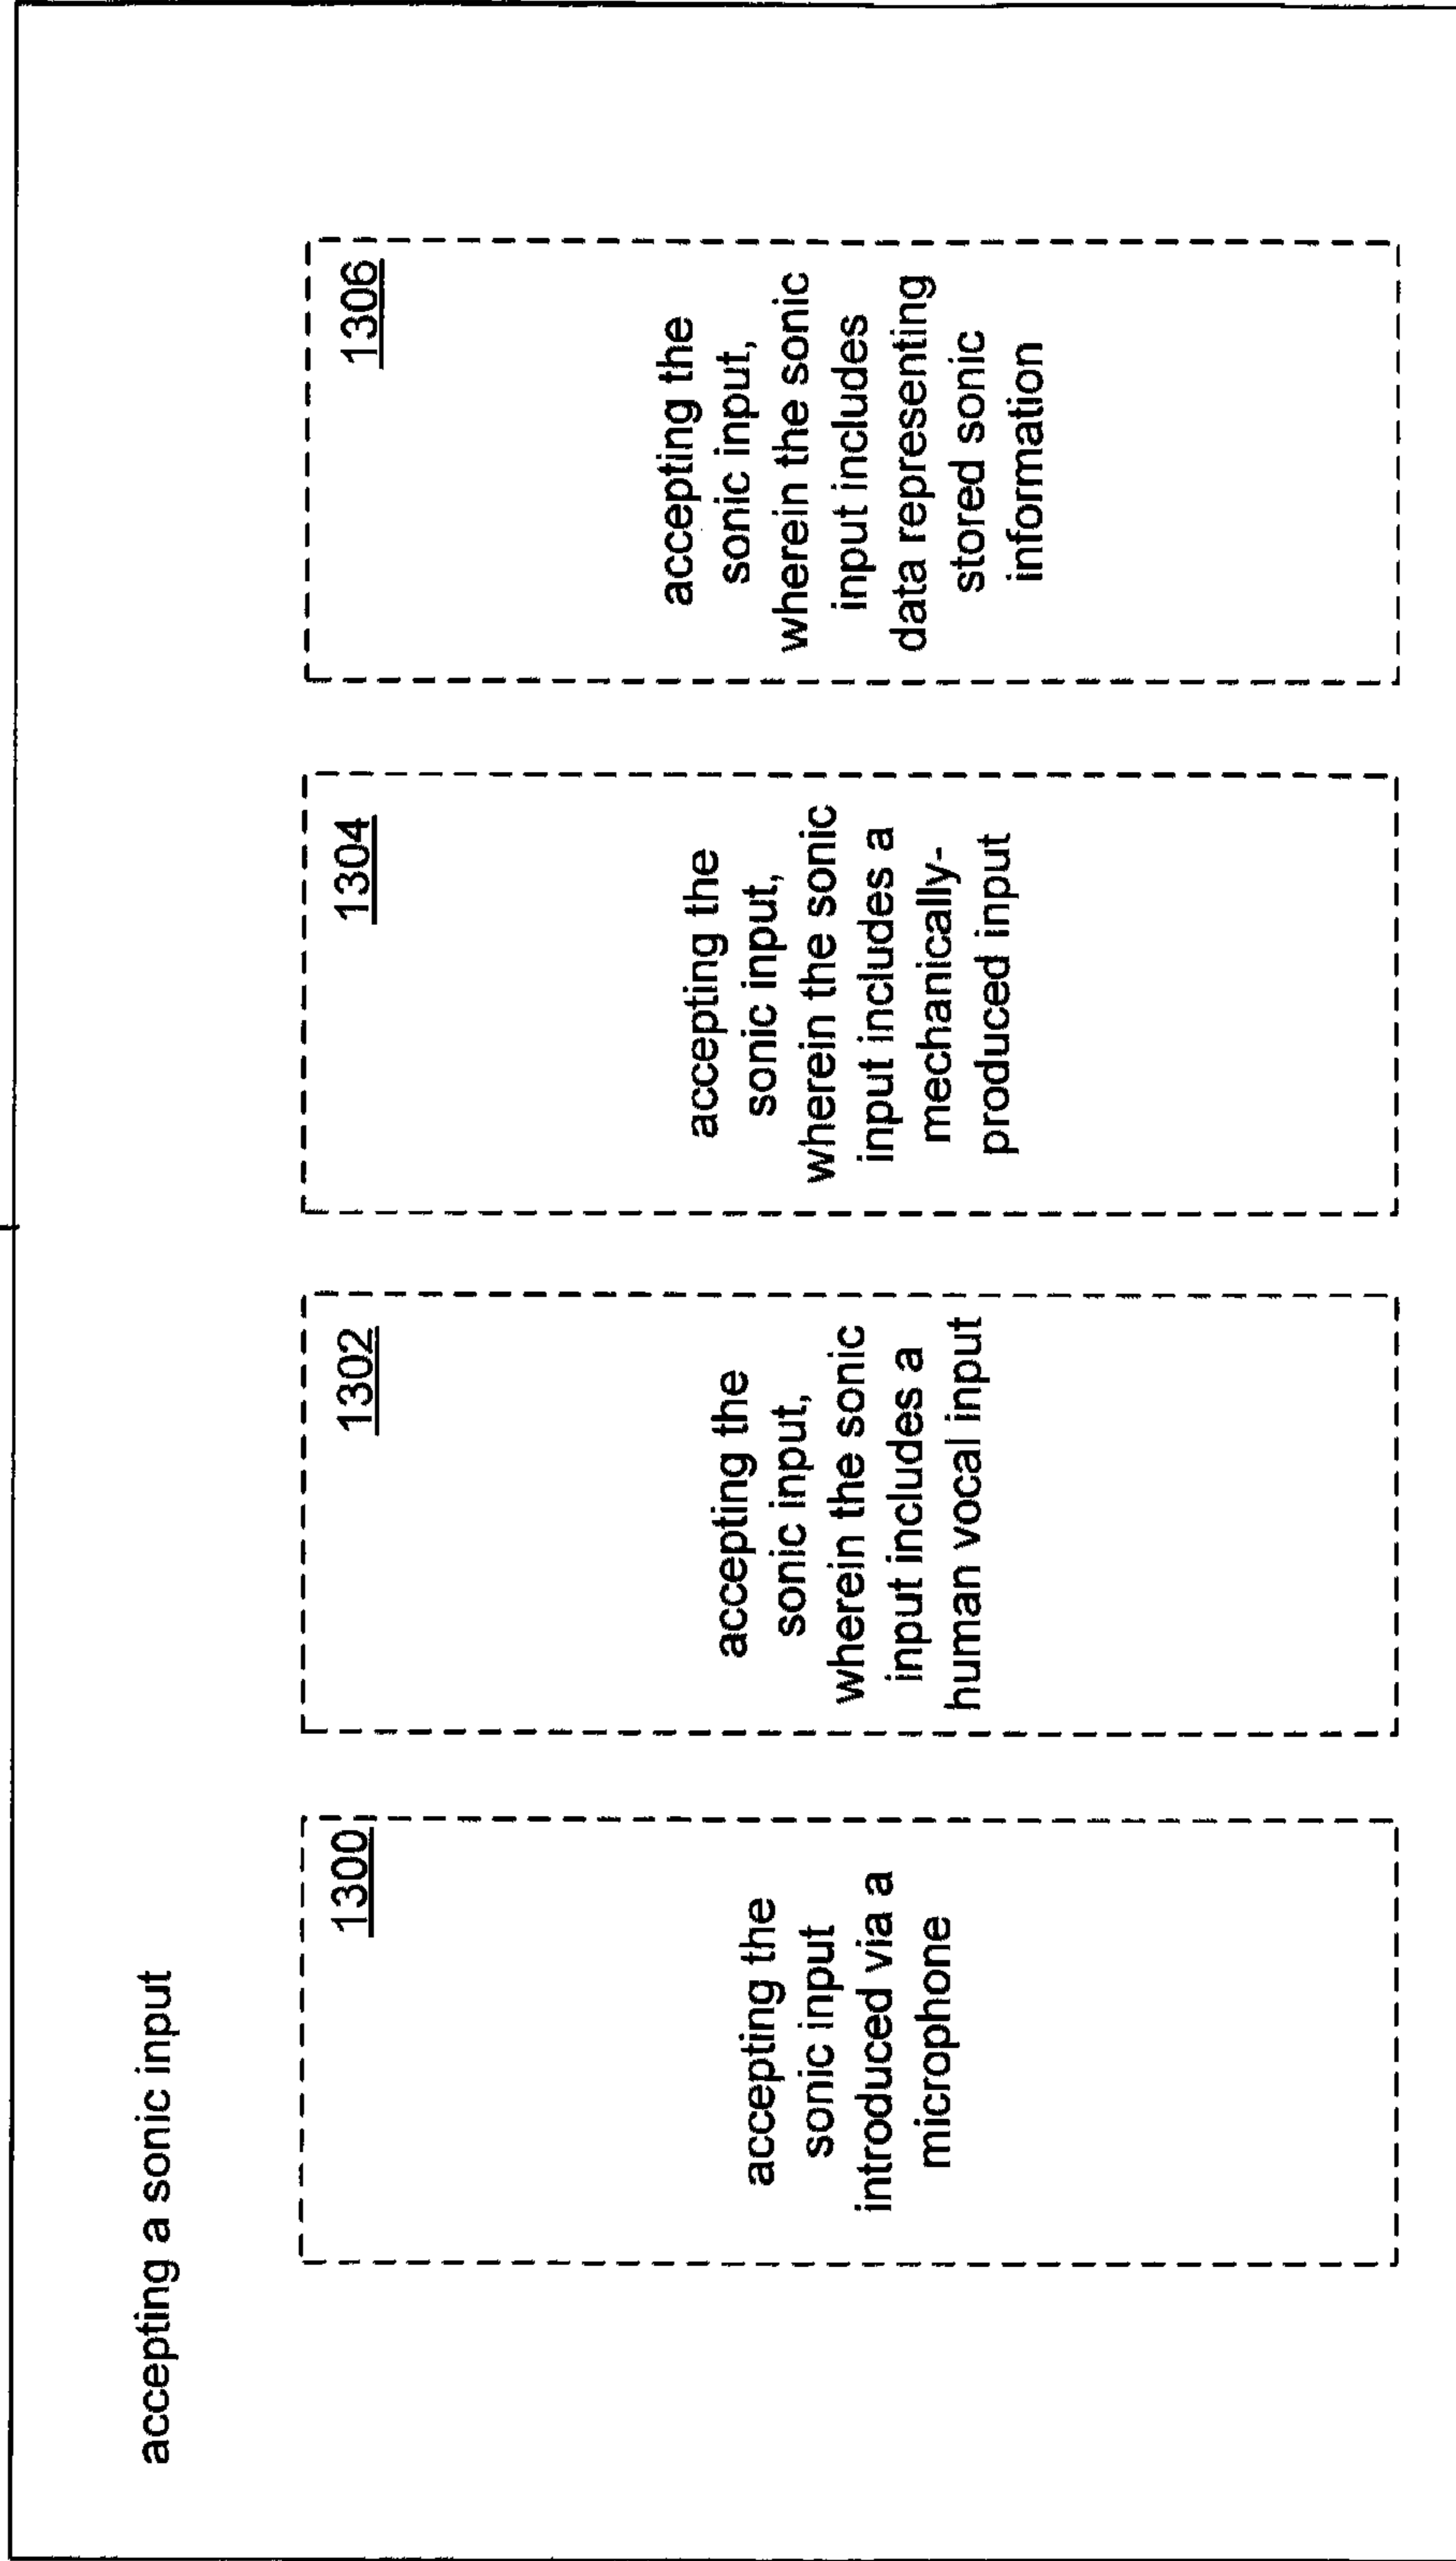 accepting a sonic input
1300
accepting the
sonic input
introduced via a
microphone
1302
accepting the
sonic input,
wherein the sonic
input includes a
human vocal input
1304
accepting the
sonic input,
wherein the sonic
input includes a
mechanically-
produced input
1306
accepting the
sonic input,
wherein the sonic
input includes
data representing
stored sonic
information